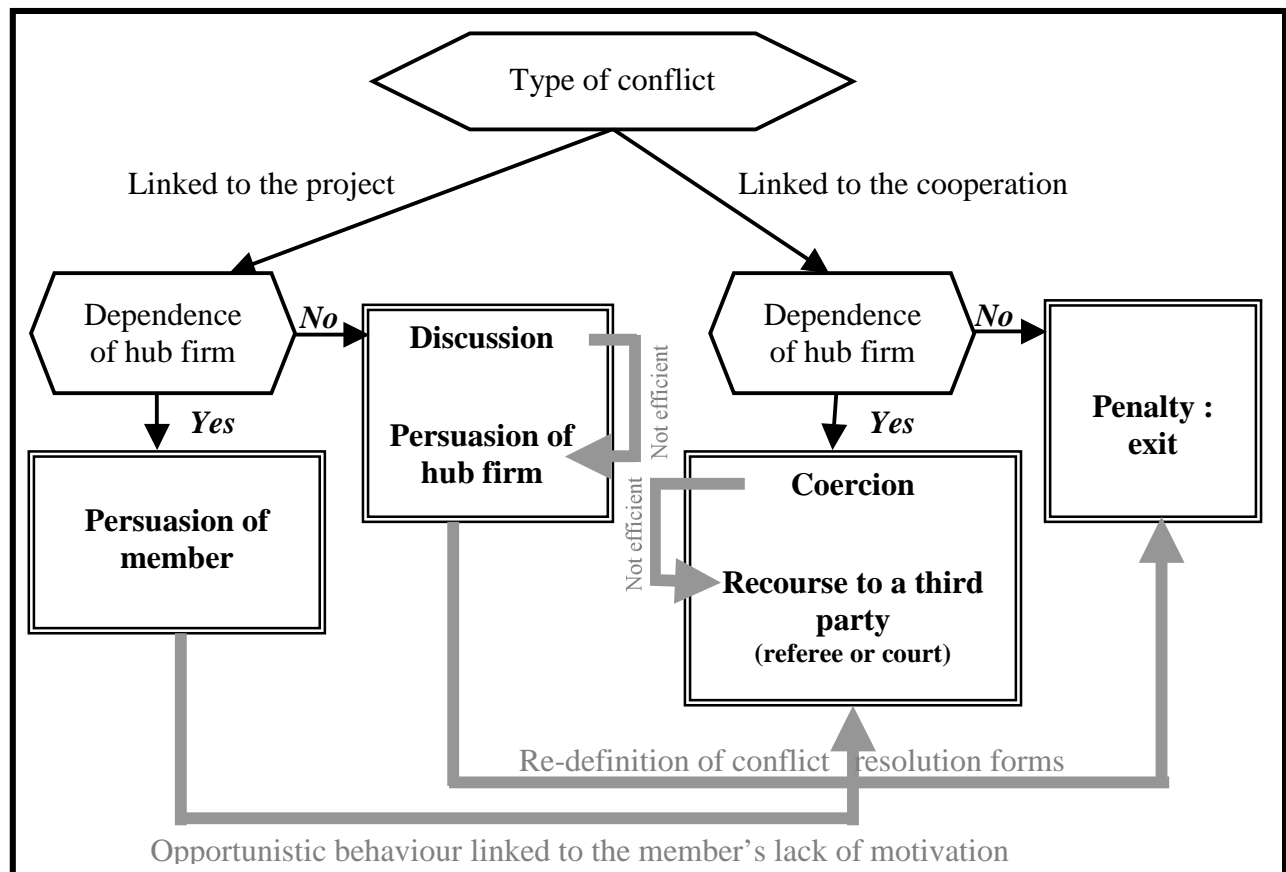 Type of conflict
Linked to the project
Linked to the cooperation
Dependence
of hub firm
No
Yes
Discussion
Persuasion of
hub firm
Not efficient
Persuasion of
member
Dependence
of hub firm
No
Yes
Penalty :
exit
Coercion
Not efficient
Recourse to a third
party
(referee or court)
Re-definition of conflict resolution forms
Opportunistic behaviour linked to the member’s lack of motivation